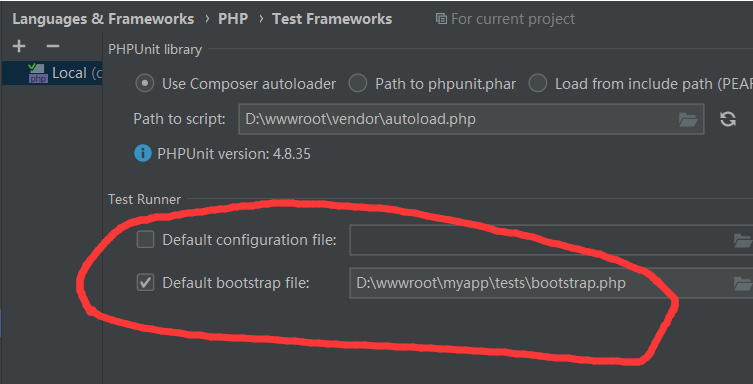 Languages & Frameworks › PHP › Test Frameworks For current project
PHPUnit library
php Local (c
Use Composer autoloader Path to phpunit.phar Load from include path (PEAR
Path to script: D:\wwwroot\vendor\autoload.php
PHPUnit version: 4.8.35
Test Runner
Default configuration file:
Default bootstrap file: D:\wwwroot\myapp\tests\bootstrap.php